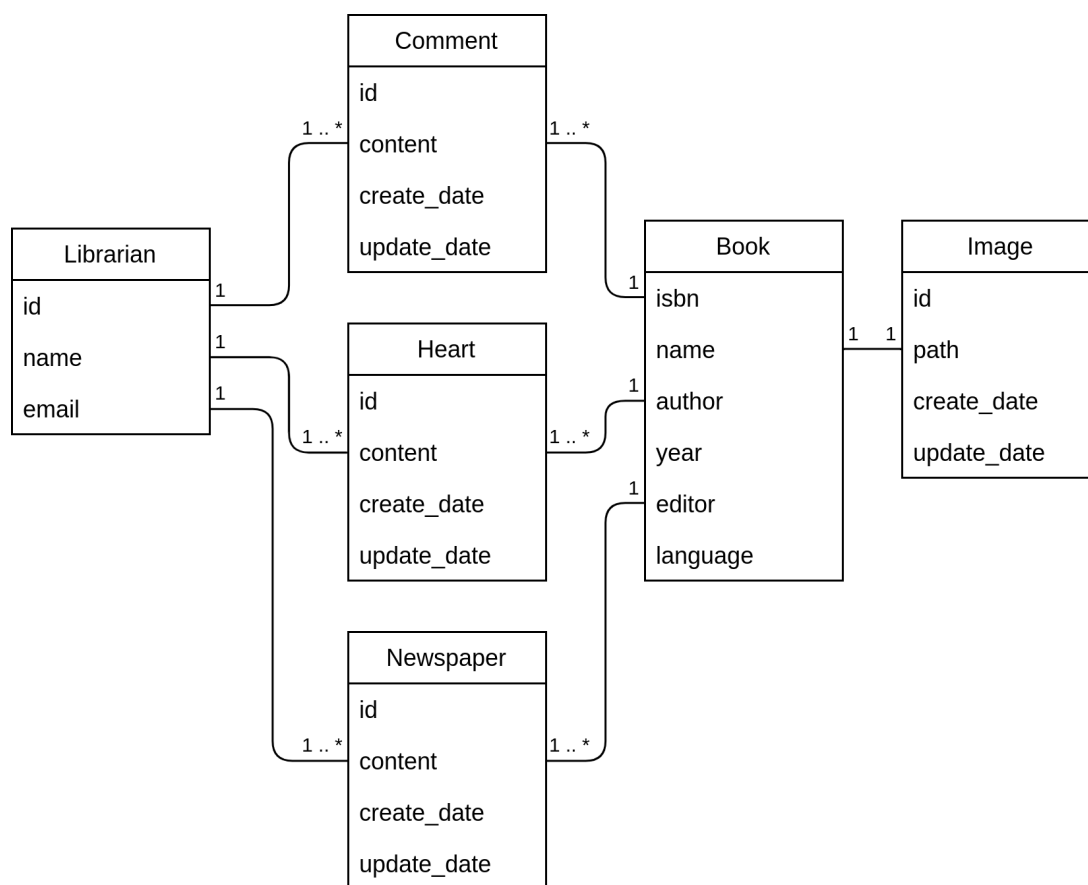 Comment
id
content
create_date
update_date
1 .. *
1 .. *
Librarian
id
name
email
1
1
1
Heart
id
content
create_date
update_date
1 .. *
1 .. *
Newspaper
id
content
create_date
update_date
1 .. *
1 .. *
Book
isbn
name
author
year
editor
language
1
1
1
1
1
Image
id
path
create_date
update_date